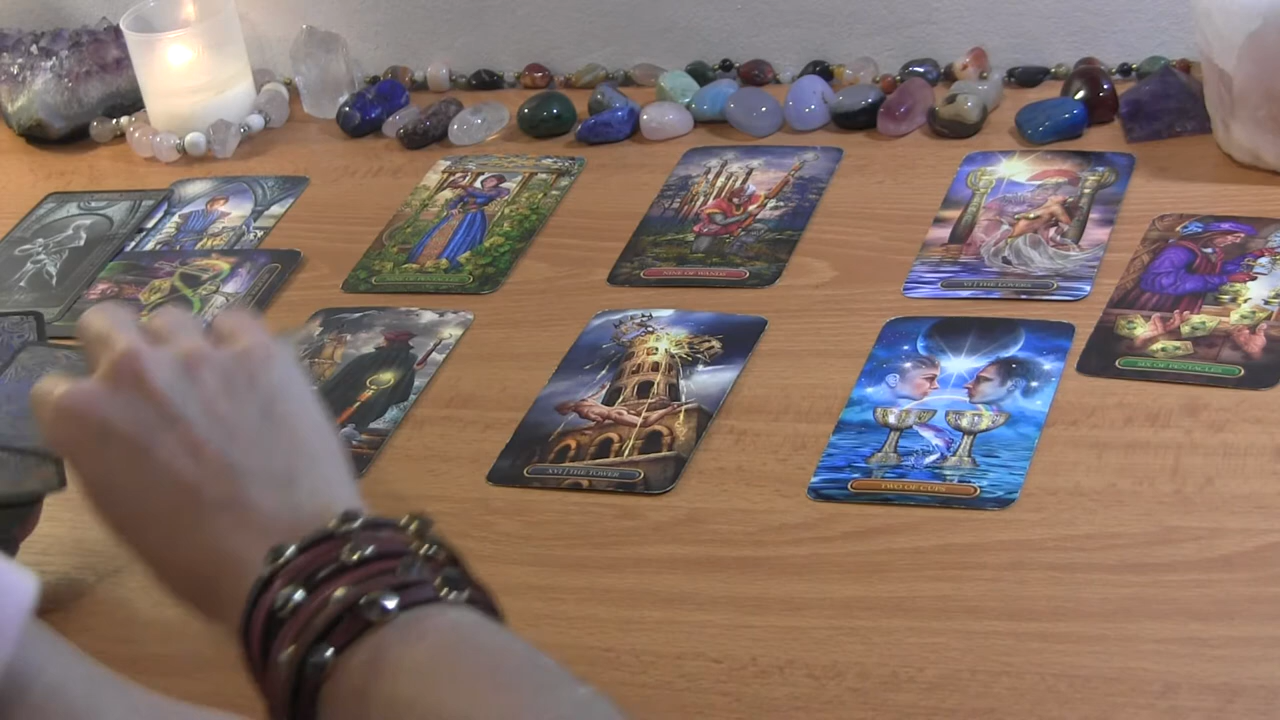 NINE OF WANDS
VI | THE LOVERS
SIX OF PENTACLES
XVI | THE TOWER
TWO OF CUPS